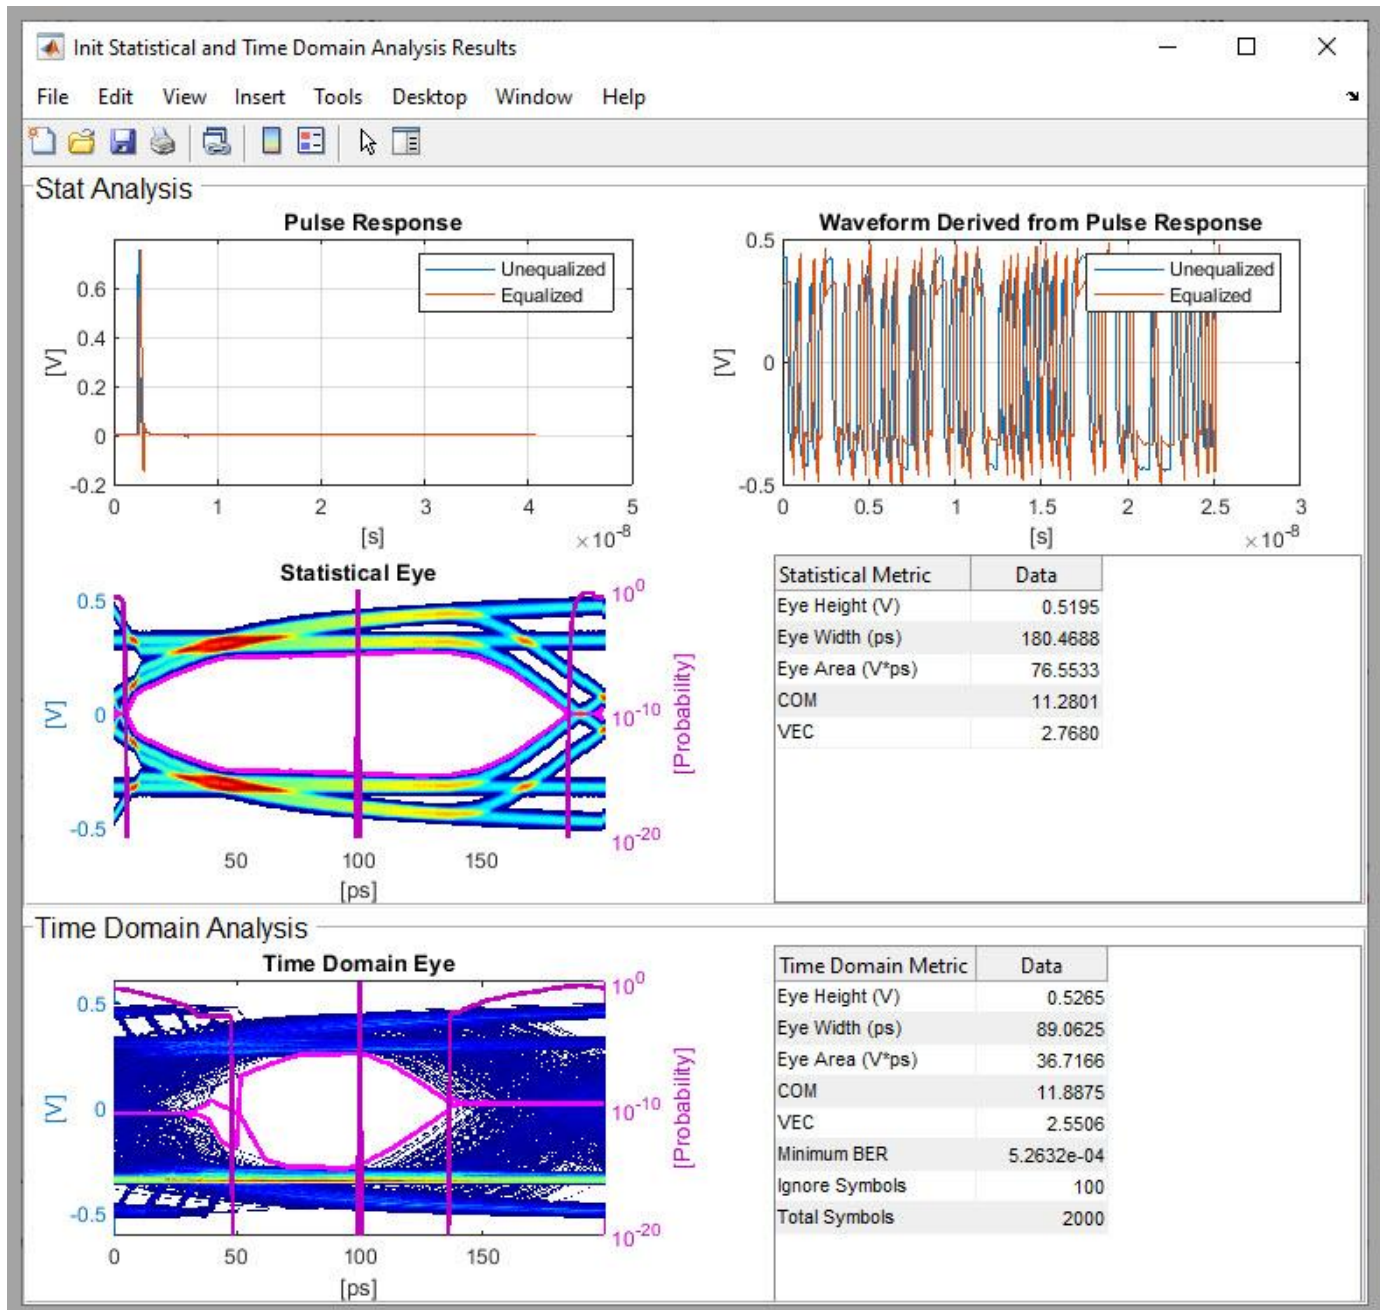 Init Statistical and Time Domain Analysis Results
File Edit View Insert Tools Desktop Window Help
Stat Analysis
Pulse Response
Unequalized
Equalized
[V]
0.6
0.4
0.2
0
-0.2
0 1 2 3 4 5
[s]
×10^-8
Waveform Derived from Pulse Response
Unequalized
Equalized
[V]
0.5
0
-0.5
0 0.5 1 1.5 2 2.5 3
[s]
×10^-8
Statistical Eye
[V]
0.5
0
-0.5
10^0
10^-10
10^-20
[Probability]
50 100 150
[ps]
Statistical Metric Data
Eye Height (V) 0.5195
Eye Width (ps) 180.4688
Eye Area (V*ps) 76.5533
COM 11.2801
VEC 2.7680
Time Domain Analysis
Time Domain Eye
[V]
0.5
0
-0.5
10^0
10^-10
10^-20
[Probability]
0 50 100 150
[ps]
Time Domain Metric Data
Eye Height (V) 0.5265
Eye Width (ps) 89.0625
Eye Area (V*ps) 36.7166
COM 11.8875
VEC 2.5506
Minimum BER 5.2632e-04
Ignore Symbols 100
Total Symbols 2000